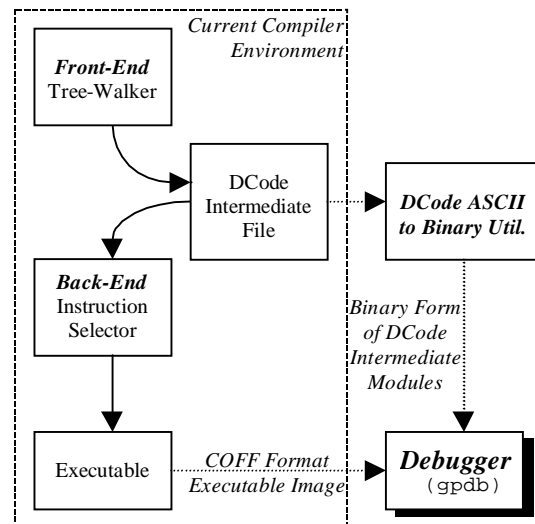 Current Compiler
Environment
Front-End
Tree-Walker
DCode
Intermediate
File
DCode ASCII
to Binary Util.
Back-End
Instruction
Selector
Binary Form
of DCode
Intermediate
Modules
Executable
COFF Format
Executable Image
Debugger
(gpdb)